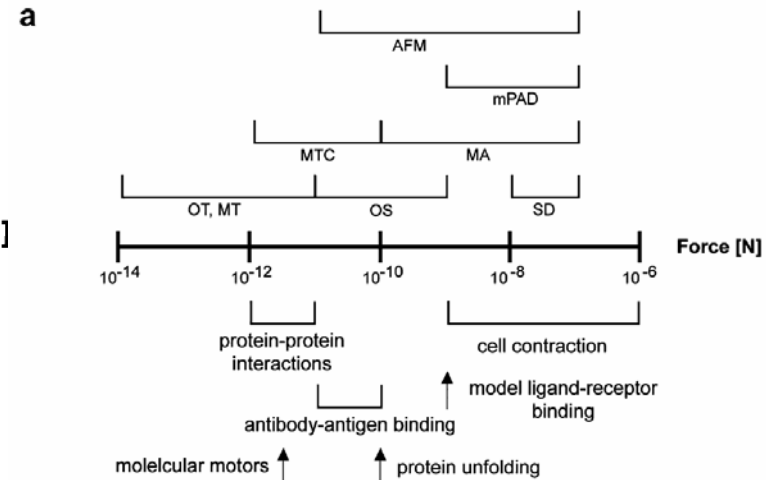 a
AFM
mPAD
MTC
MA
OT, MT
OS
SD
]
Force [N]
10⁻¹⁴
10⁻¹²
10⁻¹⁰
10⁻⁸
10⁻⁶
protein-protein
interactions
cell contraction
model ligand-receptor
binding
antibody-antigen binding
molelcular motors
protein unfolding